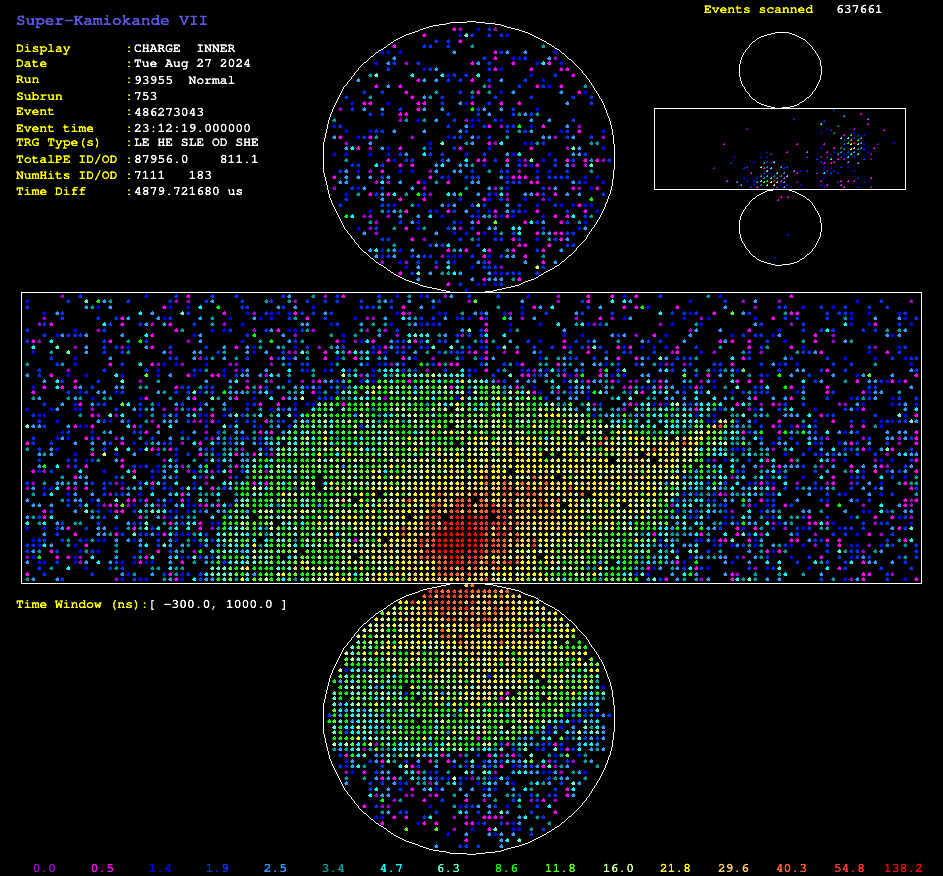 Super-Kamiokande VII
Events scanned 637661
Display :CHARGE INNER
Date :Tue Aug 27 2024
Run :93955 Normal
Subrun :753
Event :486273043
Event time :23:12:19.000000
TRG Type(s) :LE HE SLE OD SHE
TotalPE ID/OD :87956.0 811.1
NumHits ID/OD :7111 183
Time Diff :4879.721680 us
Time Window (ns):[ −300.0, 1000.0 ]
0.0 0.5 1.4 1.9 2.5 3.4 4.7 6.3 8.6 11.8 16.0 21.8 29.6 40.3 54.8 138.2